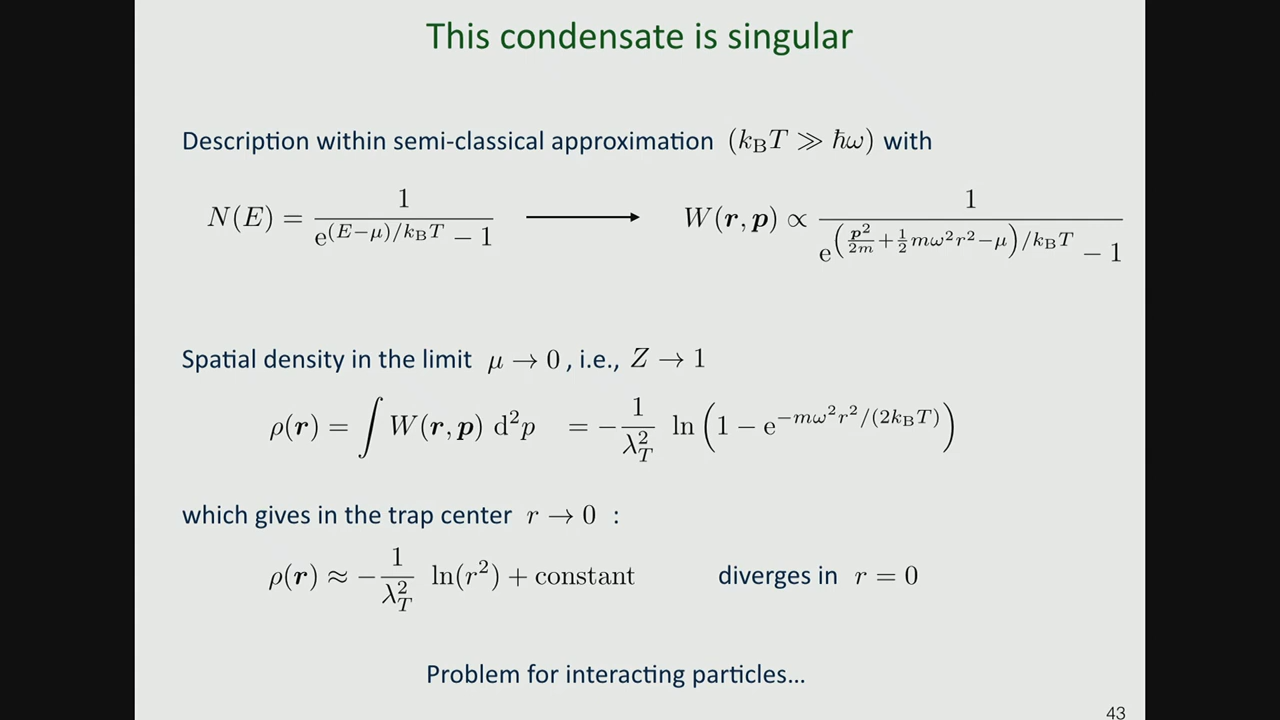 This condensate is singular
Description within semi-classical approximation (k_B T ≫ ħω) with
N(E) = 1 / (e^{(E−μ)/k_B T} − 1) ⟶ W(r, p) ∝ 1 / (e^{(p²/2m + ½mω²r² − μ)/k_B T} − 1)
Spatial density in the limit μ → 0 , i.e., Z → 1
ρ(r) = ∫ W(r, p) d²p = − 1/λ_T² ln(1 − e^{−mω²r²/(2k_B T)})
which gives in the trap center r → 0 :
ρ(r) ≈ − 1/λ_T² ln(r²) + constant diverges in r = 0
Problem for interacting particles...
43